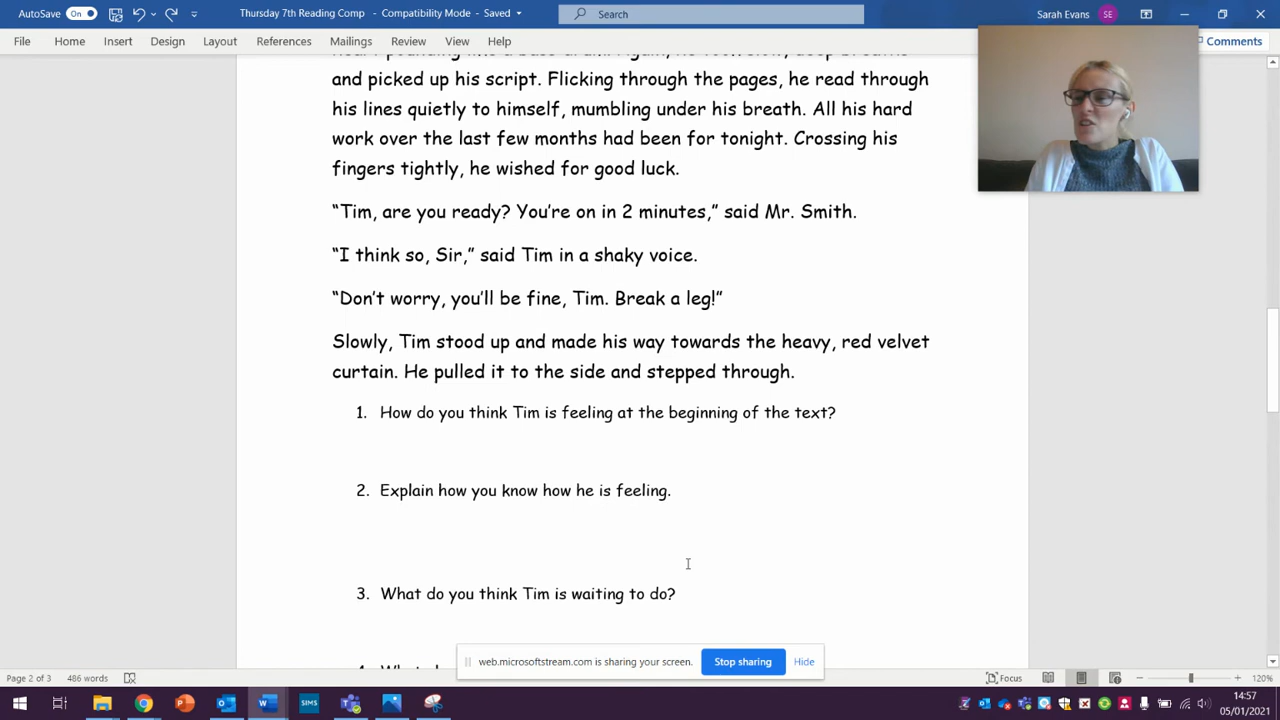 AutoSave On Thursday 7th Reading Comp - Compatibility Mode - Saved Search Sarah Evans SE
File Home Insert Design Layout References Mailings Review View Help Comments
and picked up his script. Flicking through the pages, he read through
his lines quietly to himself, mumbling under his breath. All his hard
work over the last few months had been for tonight. Crossing his
fingers tightly, he wished for good luck.
“Tim, are you ready? You’re on in 2 minutes,” said Mr. Smith.
“I think so, Sir,” said Tim in a shaky voice.
“Don’t worry, you’ll be fine, Tim. Break a leg!”
Slowly, Tim stood up and made his way towards the heavy, red velvet
curtain. He pulled it to the side and stepped through.
1. How do you think Tim is feeling at the beginning of the text?
2. Explain how you know how he is feeling.
3. What do you think Tim is waiting to do?
web.microsoftstream.com is sharing your screen. Stop sharing Hide
Page 2 of 3 486 words Focus 120%
SIMS 14:57
05/01/2021